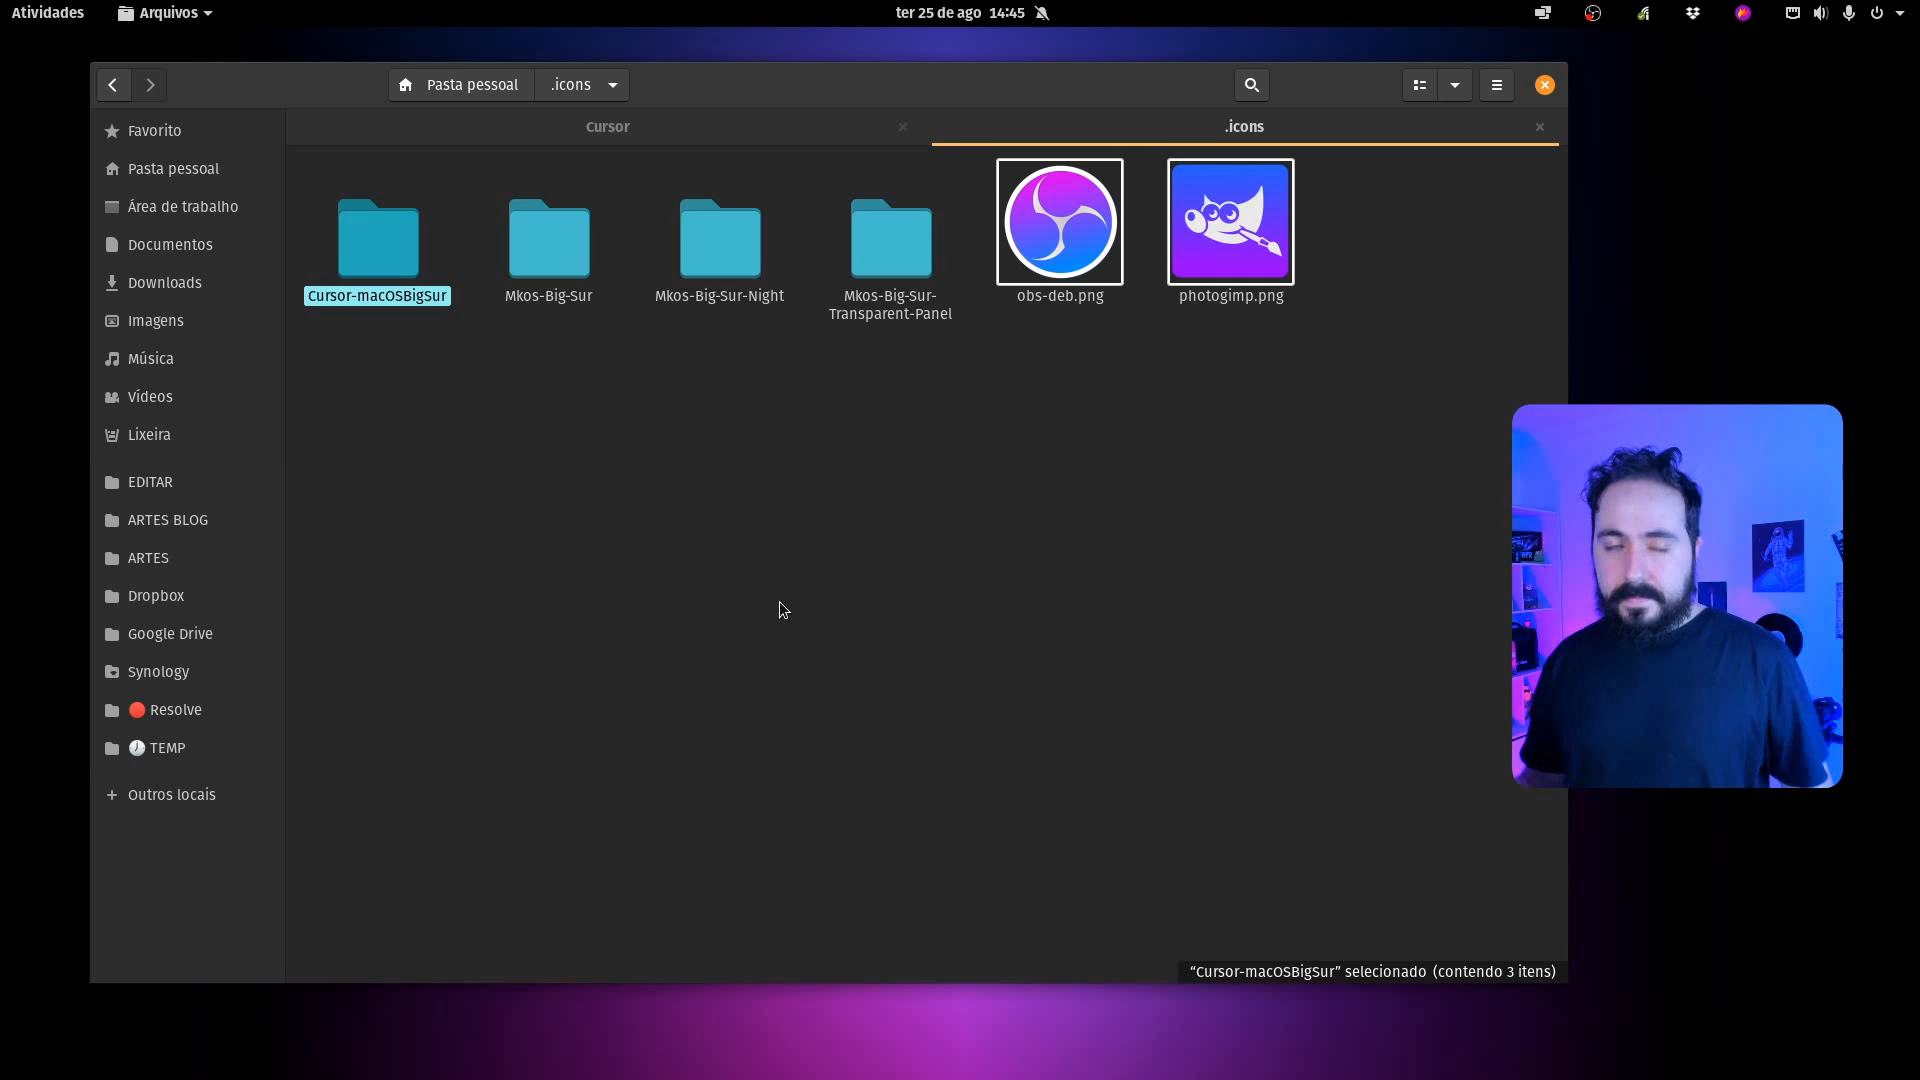 Atividades
Arquivos
ter 25 de ago 14:45
Pasta pessoal
.icons
Favorito
Pasta pessoal
Área de trabalho
Documentos
Downloads
Imagens
Música
Vídeos
Lixeira
EDITAR
ARTES BLOG
ARTES
Dropbox
Google Drive
Synology
Resolve
TEMP
Outros locais
Cursor
.icons
Cursor-macOSBigSur
Mkos-Big-Sur
Mkos-Big-Sur-Night
Mkos-Big-Sur-
Transparent-Panel
obs-deb.png
photogimp.png
“Cursor-macOSBigSur” selecionado (contendo 3 itens)